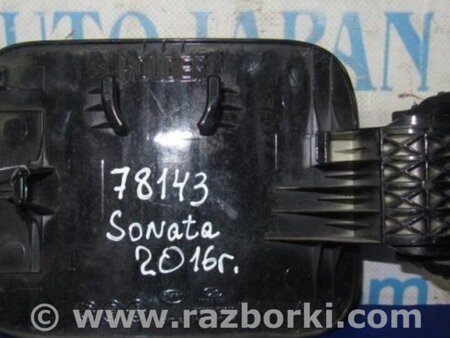 AUTO JAPAN
78143
Sonata
2016г.
www.razborki.com